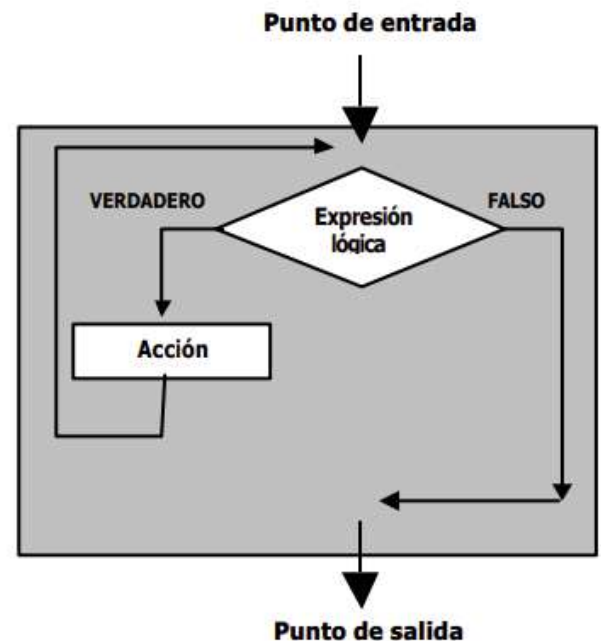 Punto de entrada
VERDADERO
FALSO
Expresión
lógica
Acción
Punto de salida